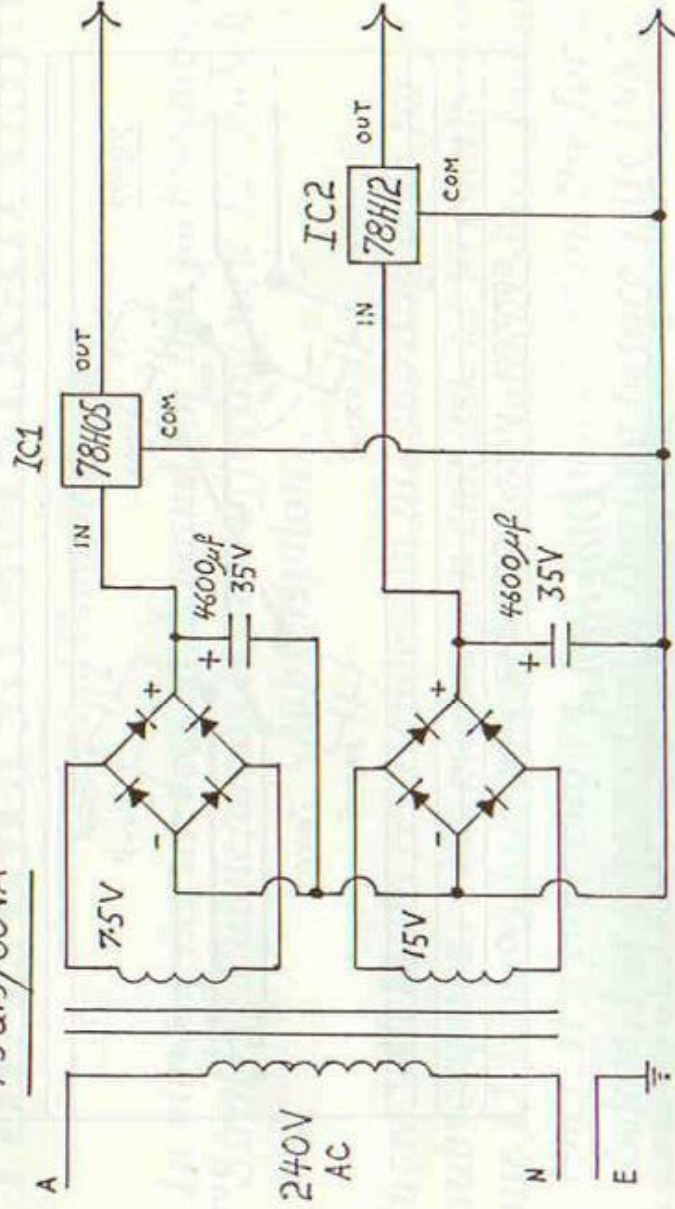 IC1
78H05
IN
OUT
COM
IC2
78H12
IN
OUT
COM
4600µf
35V
+
+
-
7.5V
4600µf
35V
+
+
-
15V
A
240V
AC
N
E